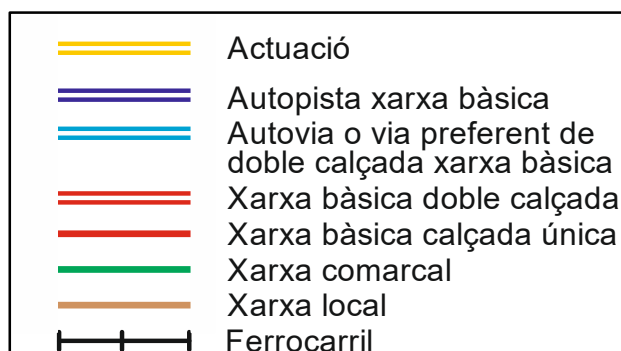 Actuació
Autopista xarxa bàsica
Autovia o via preferent de
doble calçada xarxa bàsica
Xarxa bàsica doble calçada
Xarxa bàsica calçada única
Xarxa comarcal
Xarxa local
Ferrocarril